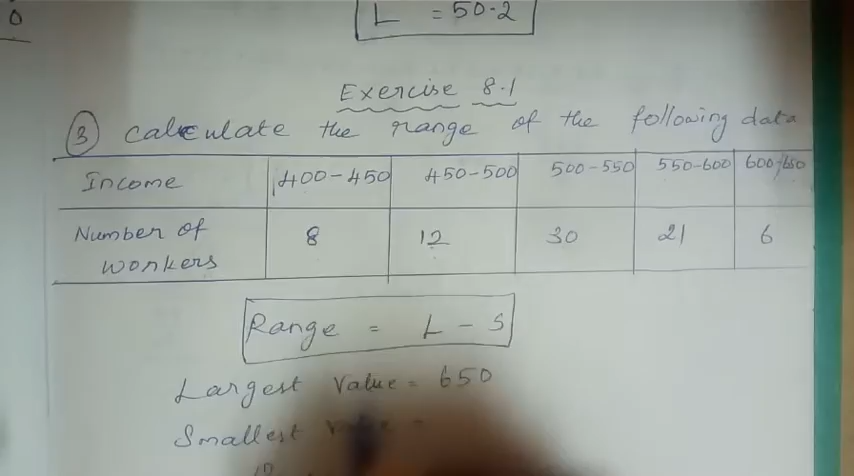 0
L = 50.2
Exercise 8.1
3 Calculate the range of the following data
Income 400-450 450-500 500-550 550-600 600-650
Number of workers 8 12 30 21 6
Range = L - S
Largest Value = 650
Smallest